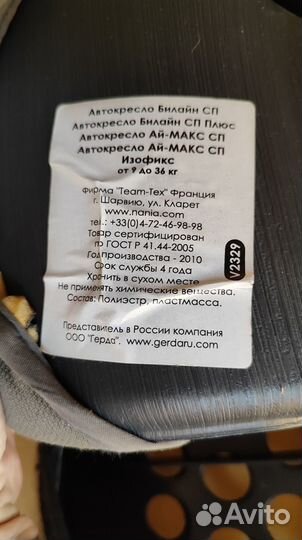 Автокресло Билайн СП
Автокресло Билайн СП Плюс
Автокресло Ай-МАКС СП
Автокресло Ай-МАКС СП
Изофикс
от 9 до 36 кг
фирма "Team-Tex" Франция
г. Шарвию, ул. Кларет
www.nania.com
тел.:+33(0)4-72-46-98-98
Товар сертифицирован
по ГОСТ Р 41.44-2005
Год производства - 2010
Срок службы 4 года
Хранить в сухом месте
Не применять химические вещества.
Состав: Полиэстр, пластмасса.
V2329
Представитель в России компания
ООО "Герда". www.gerdaru.com
Avito